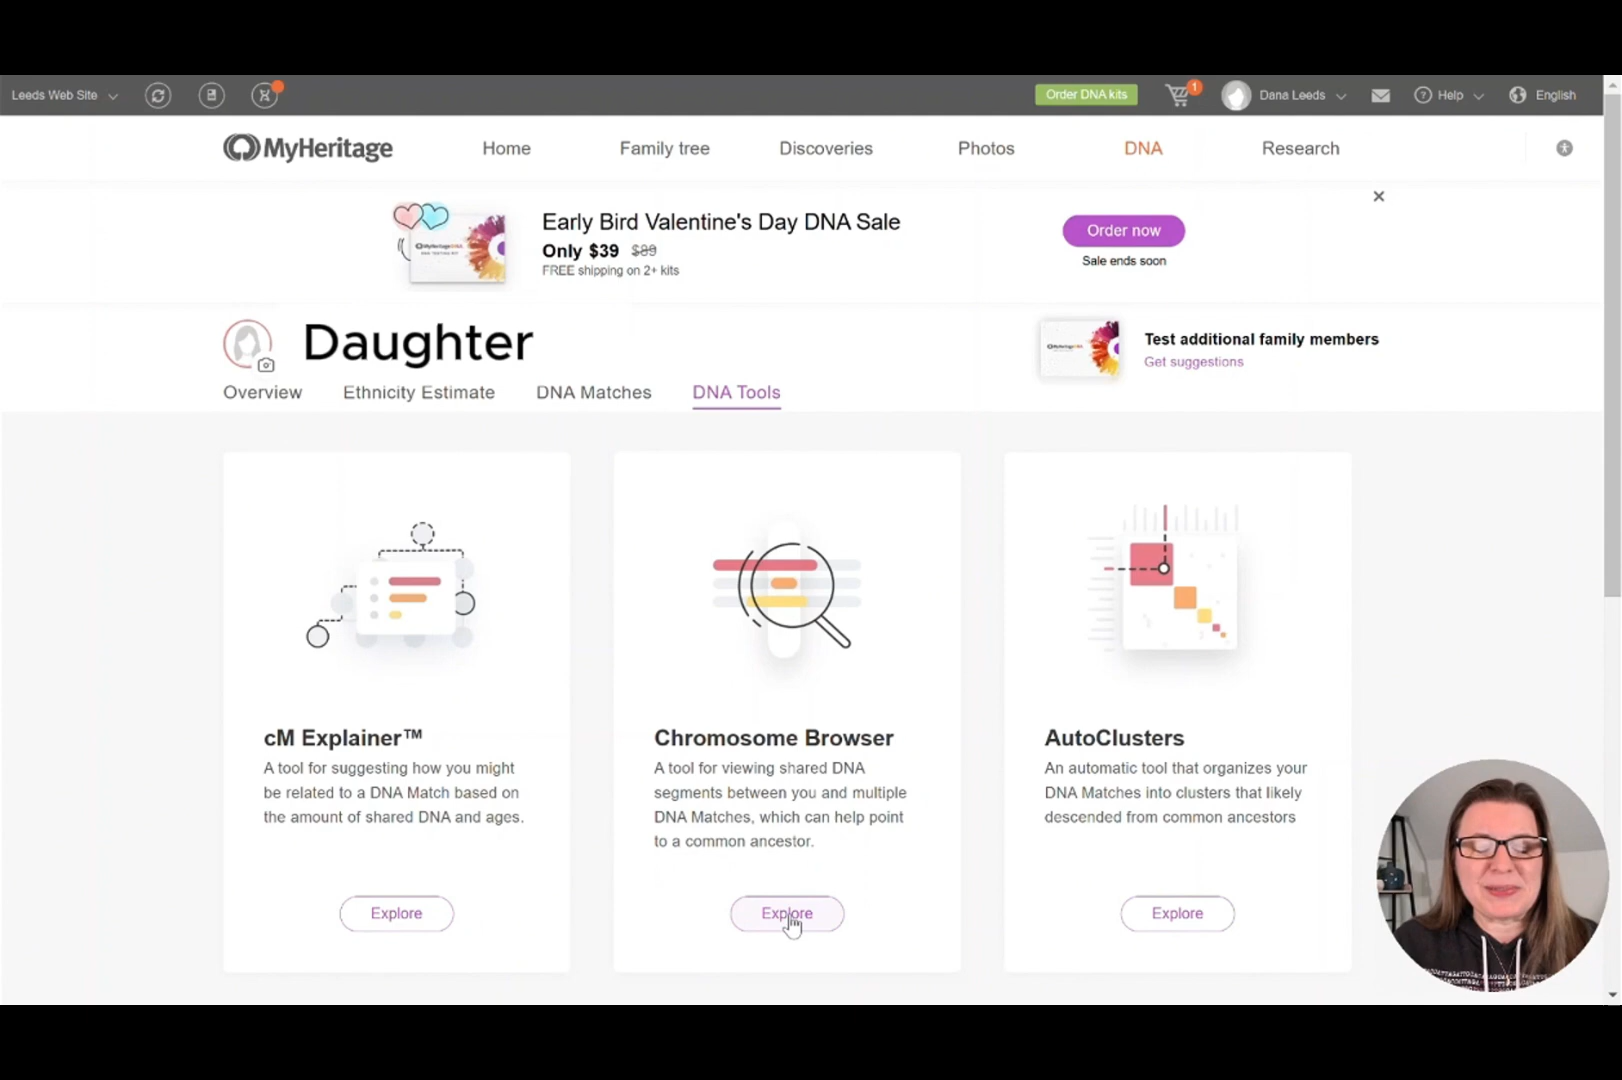 Leeds Web Site
Order DNA kits
1
Dana Leeds
Help
English
MyHeritage
Home
Family tree
Discoveries
Photos
DNA
Research
Early Bird Valentine's Day DNA Sale
Only $39 $89
FREE shipping on 2+ kits
Order now
Sale ends soon
Daughter
Test additional family members
Get suggestions
Overview
Ethnicity Estimate
DNA Matches
DNA Tools
cM Explainer™
A tool for suggesting how you might
be related to a DNA Match based on
the amount of shared DNA and ages.
Explore
Chromosome Browser
A tool for viewing shared DNA
segments between you and multiple
DNA Matches, which can help point
to a common ancestor.
Explore
AutoClusters
An automatic tool that organizes your
DNA Matches into clusters that likely
descended from common ancestors
Explore